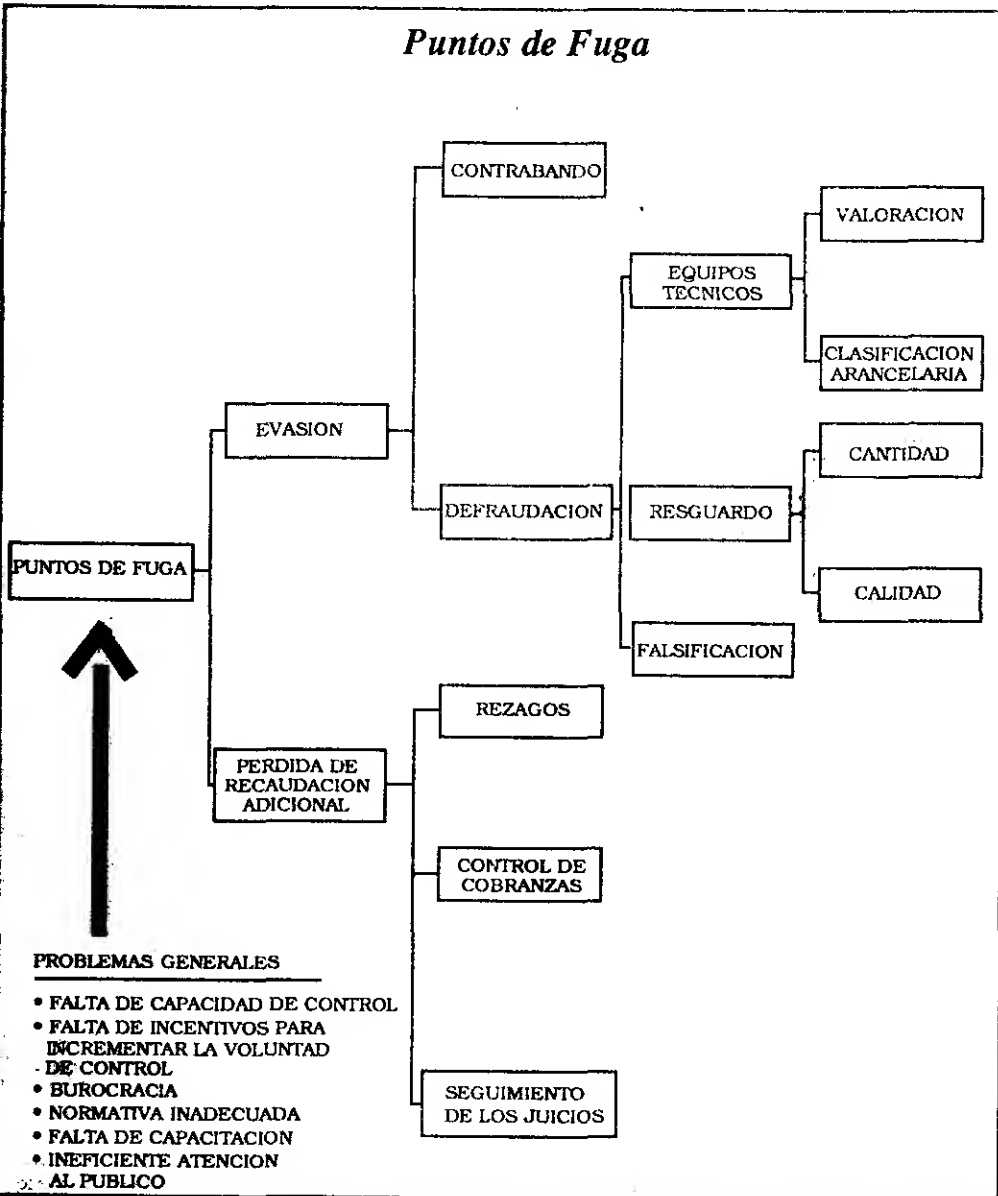 Puntos de Fuga
CONTRABANDO
VALORACION
EQUIPOS
TECNICOS
CLASIFICACION
ARANCELARIA
EVASION
CANTIDAD
DEFRAUDACION
RESGUARDO
PUNTOS DE FUGA
CALIDAD
FALSIFICACION
REZAGOS
PERDIDA DE
RECAUDACION
ADICIONAL
CONTROL DE
COBRANZAS
SEGUIMIENTO
DE LOS JUICIOS
PROBLEMAS GENERALES
• FALTA DE CAPACIDAD DE CONTROL
• FALTA DE INCENTIVOS PARA
INCREMENTAR LA VOLUNTAD
DE CONTROL
• BUROCRACIA
• NORMATIVA INADECUADA
• FALTA DE CAPACITACION
• INEFICIENTE ATENCION
AL PUBLICO